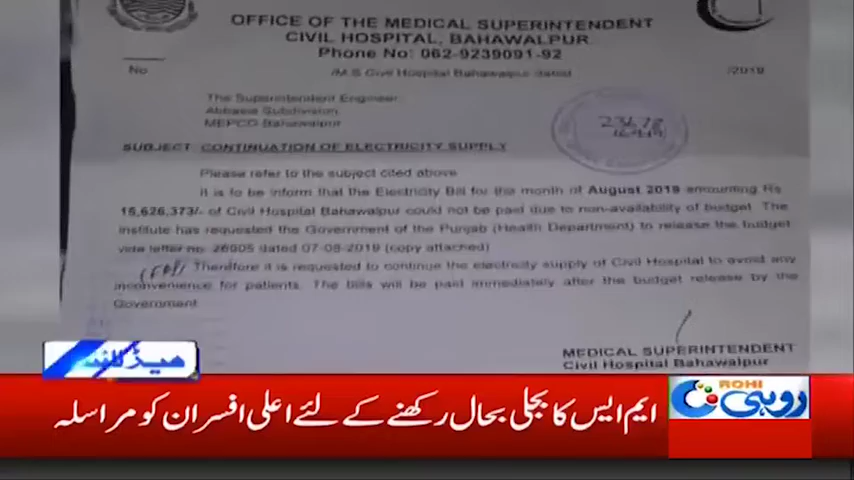 OFFICE OF THE MEDICAL SUPERINTENDENT
CIVIL HOSPITAL, BAHAWALPUR
Phone No: 062-9239091-92
No /M.S Civil Hospital Bahawalpur dated /2019
The Superintendent Engineer
Abbasia Subdivision
MEPCO Bahawalpur
SUBJECT: CONTINUATION OF ELECTRICITY SUPPLY
Please refer to the subject cited above
It is to be inform that the Electricity Bill for the month of August 2019 amounting Rs
15,626,373/- of Civil Hospital Bahawalpur could not be paid due to non-availability of budget. The
institute has requested the Government of the Punjab (Health Department) to release the budget
vote letter no. 26905 dated 07-09-2019 (copy attached)
Therefore it is requested to continue the electricity supply of Civil Hospital to avoid any
inconvenience for patients. The bills will be paid immediately after the budget release by the
Government
MEDICAL SUPERINTENDENT
Civil Hospital Bahawalpur
ہیڈ لائنز
ROHI
روہی
ایم ایس کا بجلی بحال رکھنے کے لئے اعلیٰ افسران کو مراسلہ